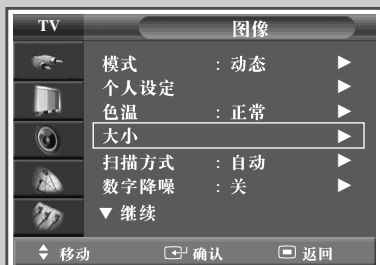 TV 图像
模式 : 动态
个人设定
色温 : 正常
大小
扫描方式 : 自动
数字降噪 : 关
▼ 继续
移动 确认 返回